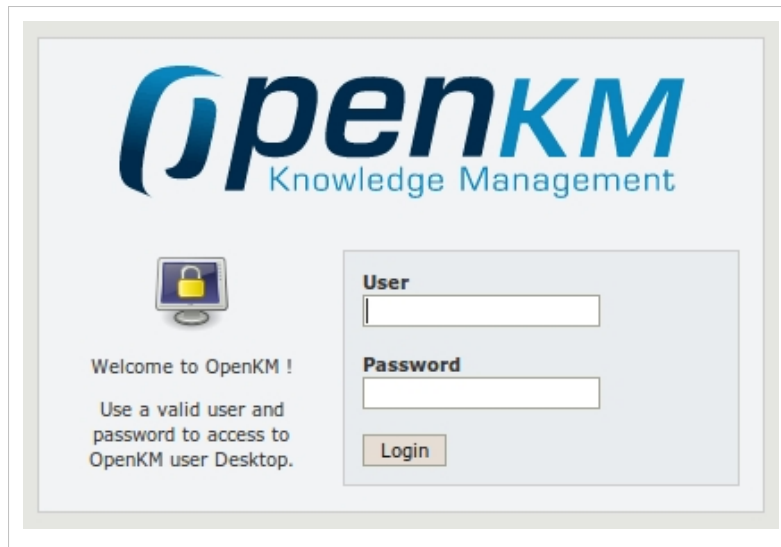 OpenKM
Knowledge Management
User
Welcome to OpenKM !
Password
Use a valid user and
password to access to
OpenKM user Desktop.
Login